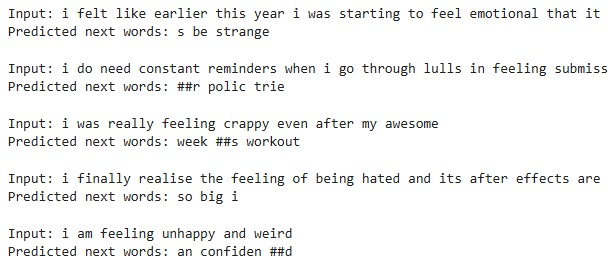 Input: i felt like earlier this year i was starting to feel emotional that it
Predicted next words: s be strange
Input: i do need constant reminders when i go through lulls in feeling submiss
Predicted next words: ##r polic trie
Input: i was really feeling crappy even after my awesome
Predicted next words: week ##s workout
Input: i finally realise the feeling of being hated and its after effects are
Predicted next words: so big i
Input: i am feeling unhappy and weird
Predicted next words: an confiden ##d